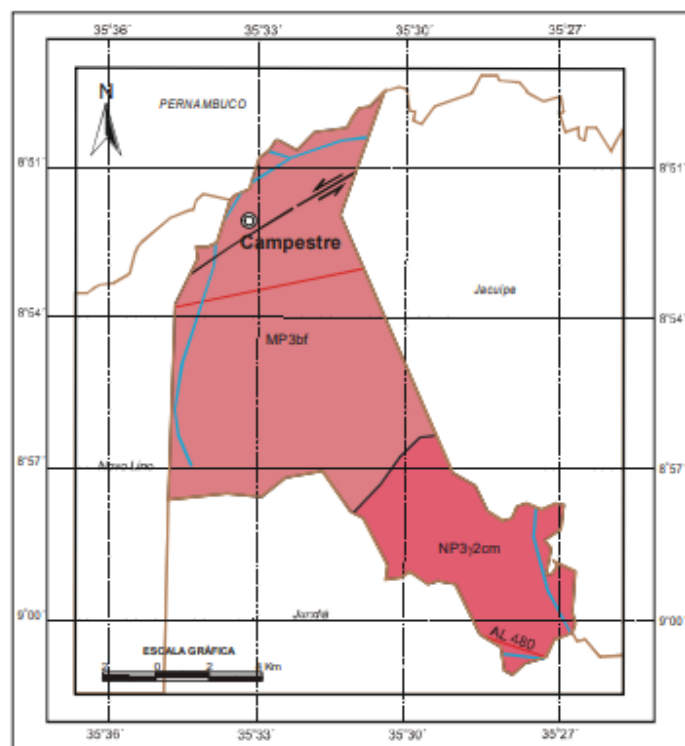 35°36´ 35°33´ 35°30´ 35°27´
N
PERNAMBUCO
8°51´ 8°51´
Campestre
Jacuípe
8°54´ 8°54´
MP3bf
8°57´ Novo Lino 8°57´
NP3γ2cm
9°00´ Jundiá 9°00´
AL 480
ESCALA GRÁFICA
2 0 2 4 Km
35°36´ 35°33´ 35°30´ 35°27´